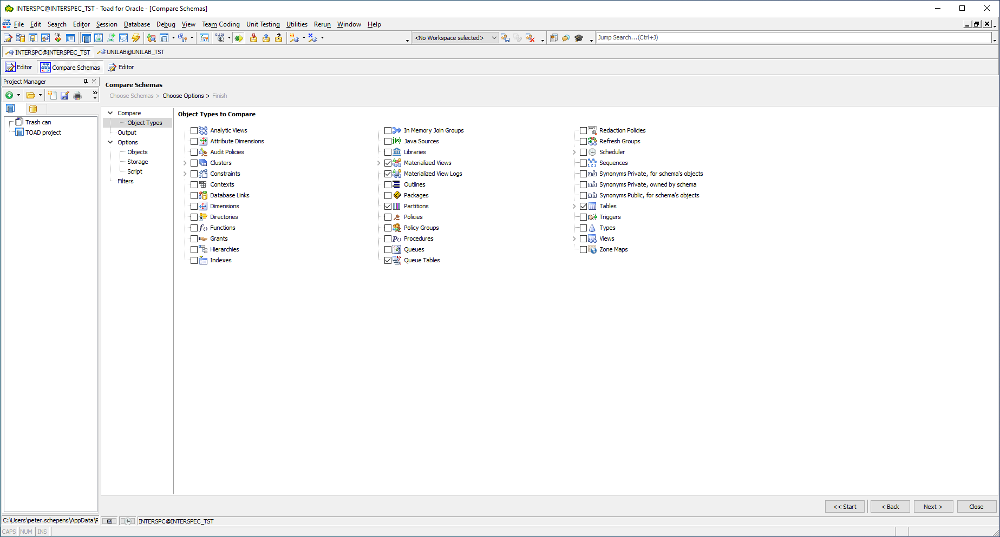 INTERSPC@INTERSPEC_TST - Toad for Oracle - [Compare Schemas]
File Edit Search Editor Session Database Debug View Team Coding Unit Testing Utilities Rerun Window Help
<No Workspace selected>
Jump Search...(Ctrl+J)
INTERSPC@INTERSPEC_TST UNILAB@UNILAB_TST
Editor Compare Schemas Editor
Project Manager
Trash can
TOAD project
Compare Schemas
Choose Schemas > Choose Options > Finish
Compare
Object Types
Output
Options
Objects
Storage
Script
Filters
Object Types to Compare
Analytic Views
Attribute Dimensions
Audit Policies
Clusters
Constraints
Contexts
Database Links
Dimensions
Directories
Functions
Grants
Hierarchies
Indexes
In Memory Join Groups
Java Sources
Libraries
Materialized Views
Materialized View Logs
Outlines
Packages
Partitions
Policies
Policy Groups
Procedures
Queues
Queue Tables
Redaction Policies
Refresh Groups
Scheduler
Sequences
Synonyms Private, for schema's objects
Synonyms Private, owned by schema
Synonyms Public, for schema's objects
Tables
Triggers
Types
Views
Zone Maps
<< Start < Back Next > Close
C:\Users\peter.schepens\AppData\R
INTERSPC@INTERSPEC_TST
CAPS NUM INS